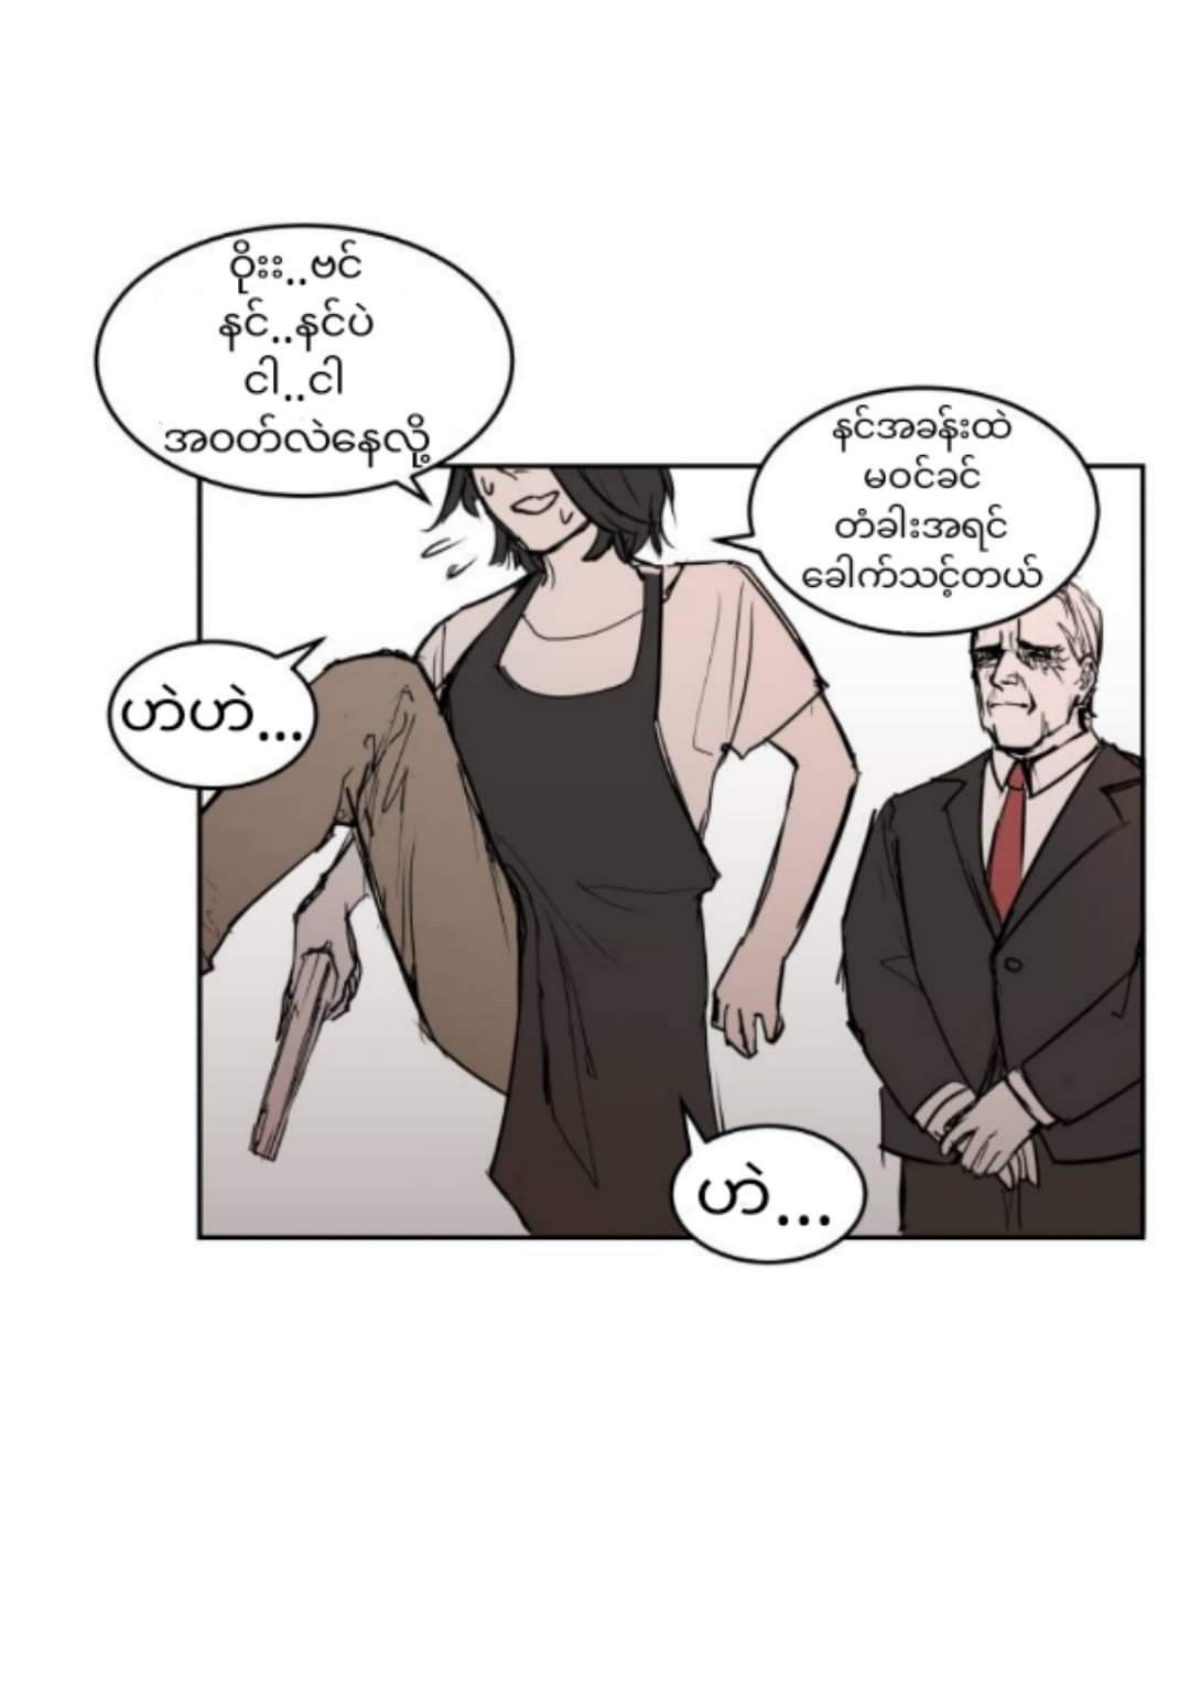 ဝိုးး..ဗင်
နင်..နင်ပဲ
ငါ..ငါ
အဝတ်လဲနေလို့
နင်အခန်းထဲ
မဝင်ခင်
တံခါးအရင်
ခေါက်သင့်တယ်
ဟဲဟဲ...
ဟဲ...